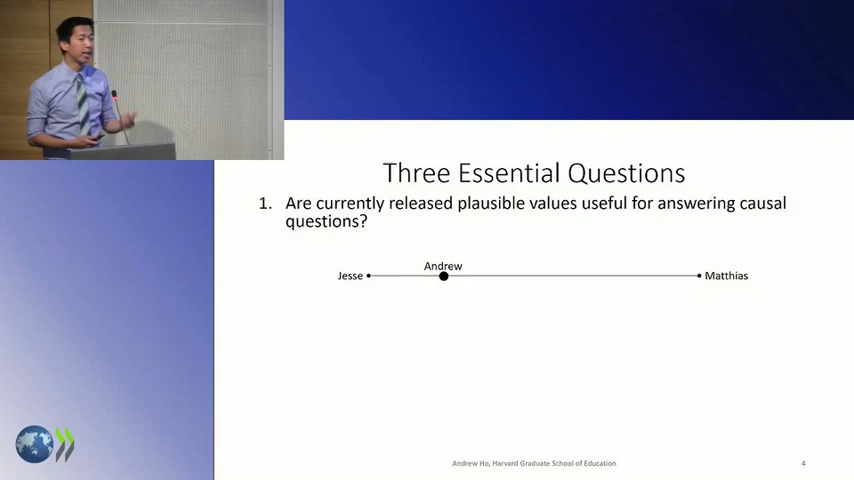 Three Essential Questions
1. Are currently released plausible values useful for answering causal
questions?
Andrew
Jesse
Matthias
Andrew Ho, Harvard Graduate School of Education
4